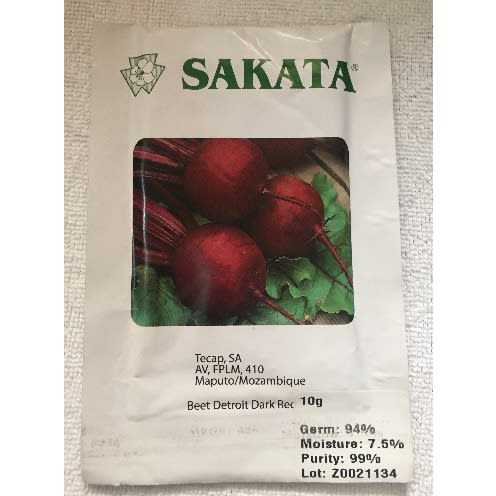 SAKATA®
Tecap, SA
AV, FPLM, 410
Maputo/Mozambique
Beet Detroit Dark Rec 10g
Germ: 94%
Moisture: 7.5%
Purity: 99%
Lot: Z0021134